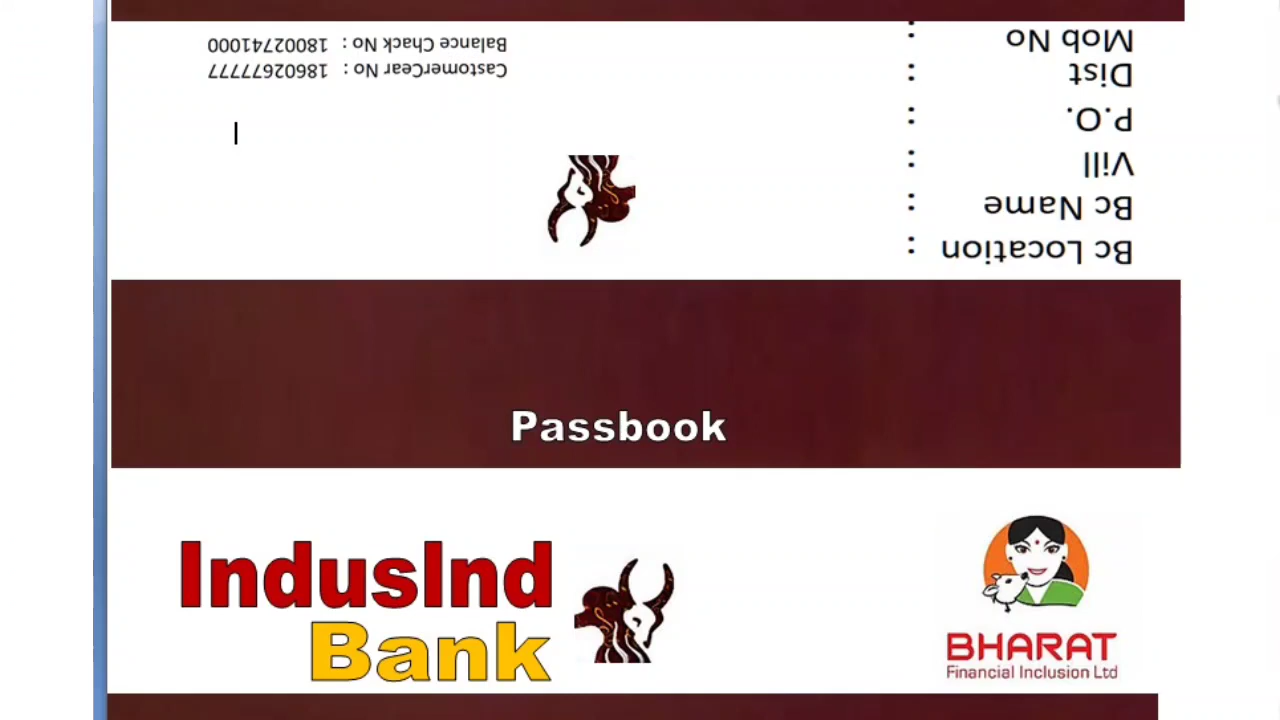 Bc Location :
Bc Name :
Vill :
P.O. :
Dist :
Mob No :
CastomerCear No : 18602677777
Balance Chack No : 18002741000
Passbook
IndusInd
Bank
BHARAT
Financial Inclusion Ltd